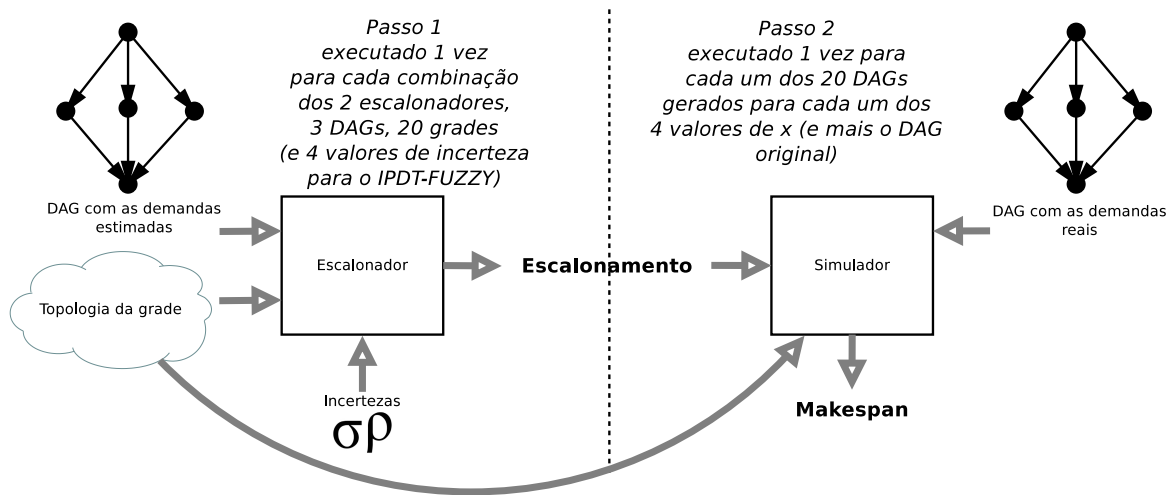 Passo 1
executado 1 vez
para cada combinação
dos 2 escalonadores,
3 DAGs, 20 grades
(e 4 valores de incerteza
para o IPDT-FUZZY)
Passo 2
executado 1 vez para
cada um dos 20 DAGs
gerados para cada um dos
4 valores de x (e mais o DAG
original)
DAG com as demandas
estimadas
DAG com as demandas
reais
Escalonador
Escalonamento
Simulador
Topologia da grade
Incertezas
σρ
Makespan